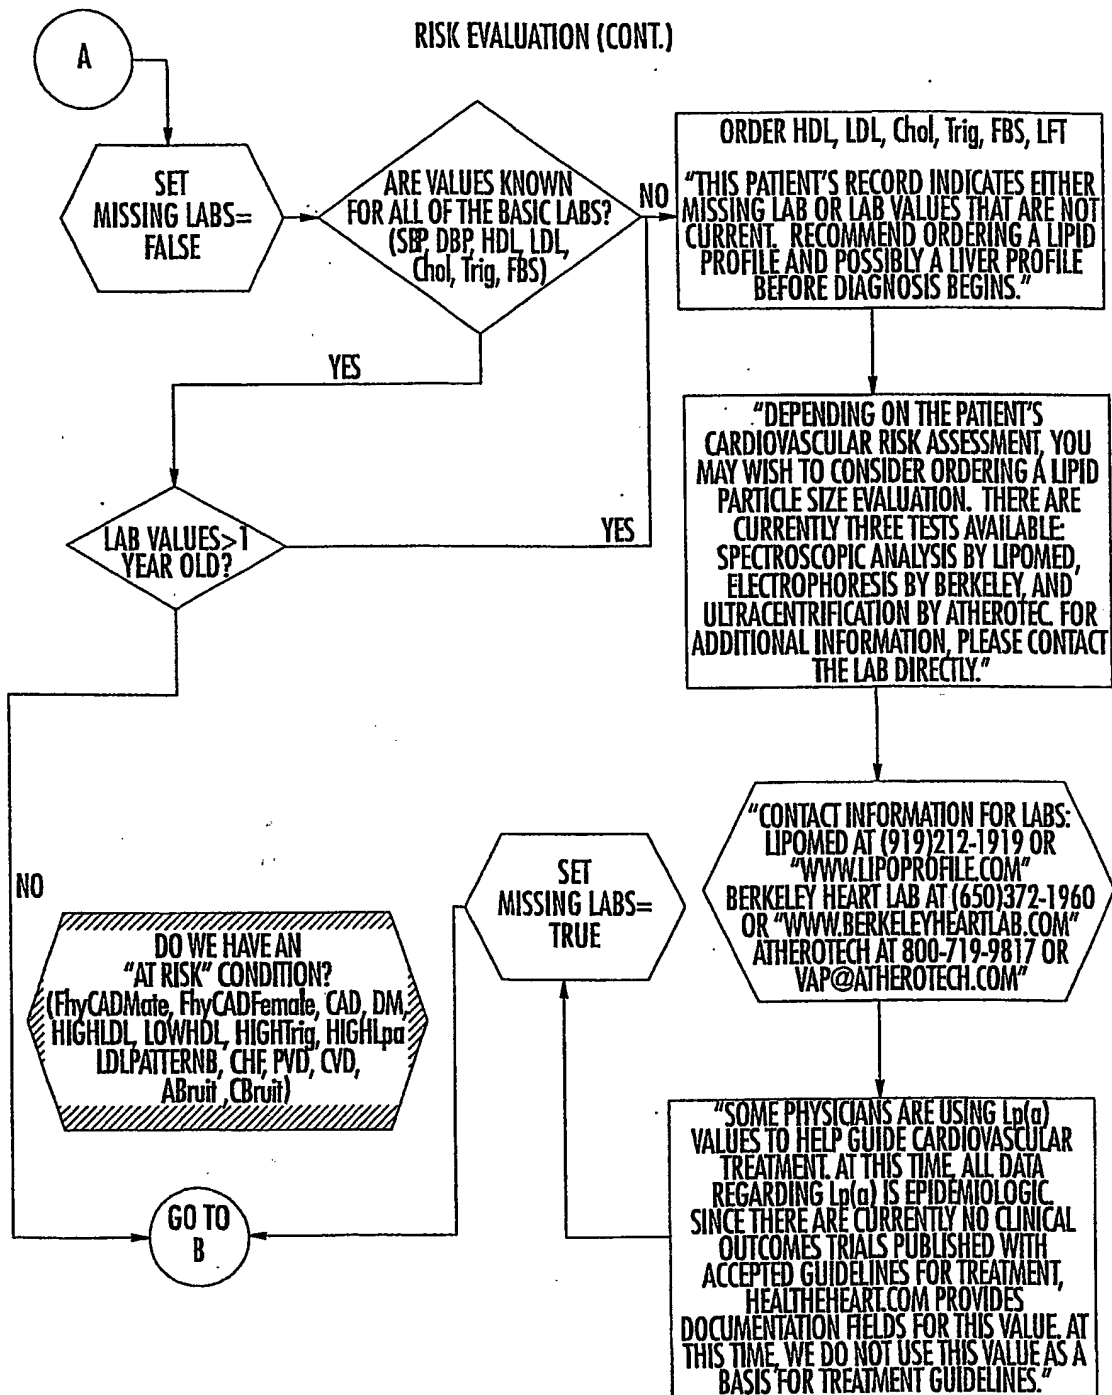 RISK EVALUATION (CONT.)
A
SET
MISSING LABS=
FALSE
ARE VALUES KNOWN
FOR ALL OF THE BASIC LABS?
(SBP, DBP, HDL, LDL,
Chol, Trig, FBS)
NO
ORDER HDL, LDL, Chol, Trig, FBS, LFT
"THIS PATIENT'S RECORD INDICATES EITHER
MISSING LAB OR LAB VALUES THAT ARE NOT
CURRENT. RECOMMEND ORDERING A LIPID
PROFILE AND POSSIBLY A LIVER PROFILE
BEFORE DIAGNOSIS BEGINS."
YES
LAB VALUES>1
YEAR OLD?
YES
"DEPENDING ON THE PATIENT'S
CARDIOVASCULAR RISK ASSESSMENT, YOU
MAY WISH TO CONSIDER ORDERING A LIPID
PARTICLE SIZE EVALUATION. THERE ARE
CURRENTLY THREE TESTS AVAILABLE:
SPECTROSCOPIC ANALYSIS BY LIPOMED,
ELECTROPHORESIS BY BERKELEY, AND
ULTRACENTRIFICATION BY ATHEROTEC. FOR
ADDITIONAL INFORMATION, PLEASE CONTACT
THE LAB DIRECTLY."
"CONTACT INFORMATION FOR LABS:
LIPOMED AT (919)212-1919 OR
"WWW.LIPOPROFILE.COM"
BERKELEY HEART LAB AT (650)372-1960
OR "WWW.BERKELEYHEARTLAB.COM"
ATHEROTECH AT 800-719-9817 OR
VAP@ATHEROTECH.COM"
SET
MISSING LABS=
TRUE
NO
DO WE HAVE AN
"AT RISK" CONDITION?
(FhyCADMate, FhyCADFemale, CAD, DM,
HIGHLDL, LOWHDL, HIGHTrig, HIGHLpa
LDLPATTERNB, CHF, PVD, CVD,
ABruit ,CBruit)
GO TO
B
"SOME PHYSICIANS ARE USING Lp(a)
VALUES TO HELP GUIDE CARDIOVASCULAR
TREATMENT. AT THIS TIME, ALL DATA
REGARDING Lp(a) IS EPIDEMIOLOGIC.
SINCE THERE ARE CURRENTLY NO CLINICAL
OUTCOMES TRIALS PUBLISHED WITH
ACCEPTED GUIDELINES FOR TREATMENT,
HEALTHEHEART.COM PROVIDES
DOCUMENTATION FIELDS FOR THIS VALUE. AT
THIS TIME, WE DO NOT USE THIS VALUE AS A
BASIS FOR TREATMENT GUIDELINES."